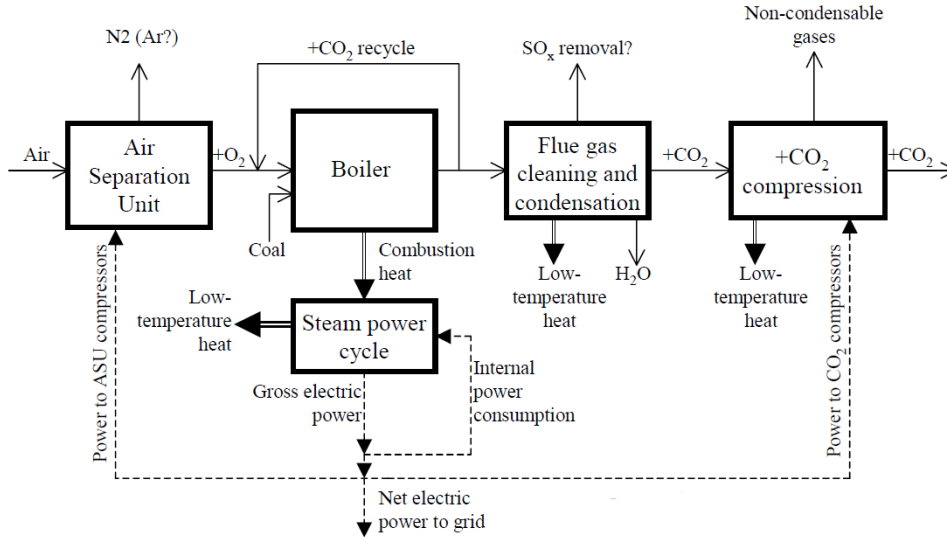 N2 (Ar?)
+CO₂ recycle
SOₓ removal?
Non-condensable
gases
Air
Air
Separation
Unit
+O₂
Boiler
Coal
Flue gas
cleaning and
condensation
+CO₂
+CO₂
compression
+CO₂
Combustion
heat
Low-
temperature
heat
H₂O
Low-
temperature
heat
Low-
temperature
heat
Steam power
cycle
Power to ASU compressors
Gross electric
power
Internal
power
consumption
Power to CO₂ compressors
Net electric
power to grid